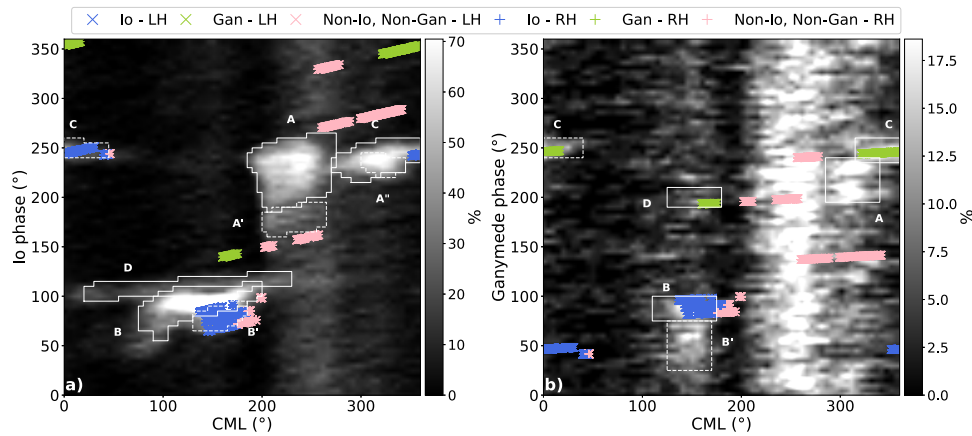 Io - LH Gan - LH Non-Io, Non-Gan - LH Io - RH Gan - RH Non-Io, Non-Gan - RH
350
300
250
200
150
100
50
0
Io phase (°)
0 100 200 300
CML (°)
C
A
C
A"
A'
D
B
B'
a)
70
60
50
40
30
20
10
0
%
350
300
250
200
150
100
50
0
Ganymede phase (°)
0 100 200 300
CML (°)
C
C
D
A
B
B'
b)
17.5
15.0
12.5
10.0
7.5
5.0
2.5
0.0
%